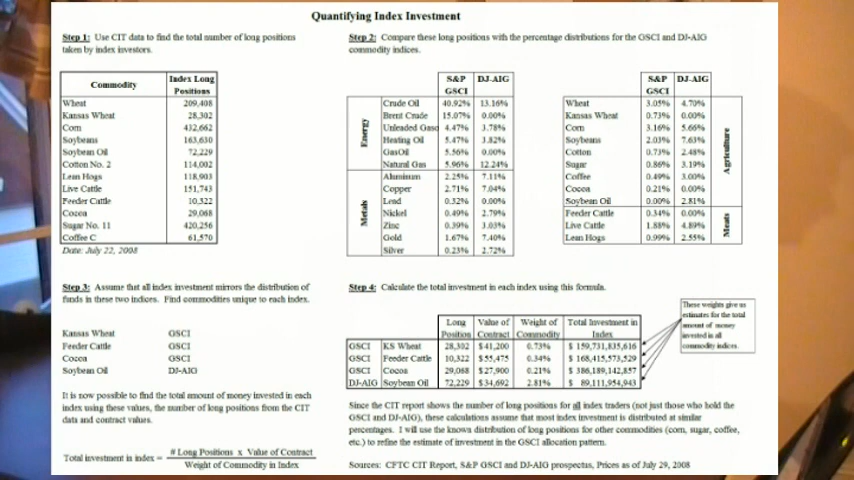 Quantifying Index Investment
Step 1: Use CIT data to find the total number of long positions
taken by index investors.
Commodity Index Long Positions
Wheat 209,408
Kansas Wheat 28,302
Corn 432,662
Soybeans 163,630
Soybean Oil 72,229
Cotton No. 2 114,002
Lean Hogs 118,903
Live Cattle 151,743
Feeder Cattle 10,322
Cocoa 29,068
Sugar No. 11 420,256
Coffee C 61,570
Date: July 22, 2008
Step 2: Compare these long positions with the percentage distributions for the GSCI and DJ-AIG
commodity indices.
S&P GSCI DJ-AIG
Energy
Crude Oil 40.92% 13.16%
Brent Crude 15.07% 0.00%
Unleaded Gaso 4.47% 3.78%
Heating Oil 5.47% 3.82%
GasOil 5.56% 0.00%
Natural Gas 5.96% 12.24%
Metals
Aluminum 2.25% 7.11%
Copper 2.71% 7.04%
Lead 0.52% 0.00%
Nickel 0.49% 2.79%
Zinc 0.39% 3.03%
Gold 1.67% 7.40%
Silver 0.23% 2.72%
S&P GSCI DJ-AIG
Wheat 3.05% 4.70%
Kansas Wheat 0.73% 0.00%
Corn 3.16% 5.66%
Soybeans 2.03% 7.63%
Cotton 0.73% 2.48%
Sugar 0.86% 3.19%
Coffee 0.49% 3.00%
Cocoa 0.21% 0.00%
Soybean Oil 0.00% 2.81%
Agriculture
Feeder Cattle 0.34% 0.00%
Live Cattle 1.88% 4.89%
Lean Hogs 0.99% 2.55%
Meats
Step 3: Assume that all index investment mirrors the distribution of
funds in these two indices. Find commodities unique to each index.
Kansas Wheat GSCI
Feeder Cattle GSCI
Cocoa GSCI
Soybean Oil DJ-AIG
It is now possible to find the total amount of money invested in each
index using these values, the number of long positions from the CIT
data and contract values.
Total investment in index = # Long Positions x Value of Contract
Weight of Commodity in Index
Step 4: Calculate the total investment in each index using this formula.
Long Position Value of Contract Weight of Commodity Total Investment in Index
GSCI KS Wheat 28,302 $41,200 0.73% $ 159,731,835,616
GSCI Feeder Cattle 10,322 $55,475 0.34% $ 168,415,573,529
GSCI Cocoa 29,068 $27,900 0.21% $ 386,189,142,857
DJ-AIG Soybean Oil 72,229 $34,692 2.81% $ 89,111,954,943
These weights give us
estimates for the total
amount of money
invested in all
commodity indices.
Since the CIT report shows the number of long positions for all index traders (not just those who hold the
GSCI and DJ-AIG), these calculations assume that most index investment is distributed at similar
percentages. I will use the known distribution of long positions for other commodities (corn, sugar, coffee,
etc.) to refine the estimate of investment in the GSCI allocation pattern.
Sources: CFTC CIT Report, S&P GSCI and DJ-AIG prospectus, Prices as of July 29, 2008